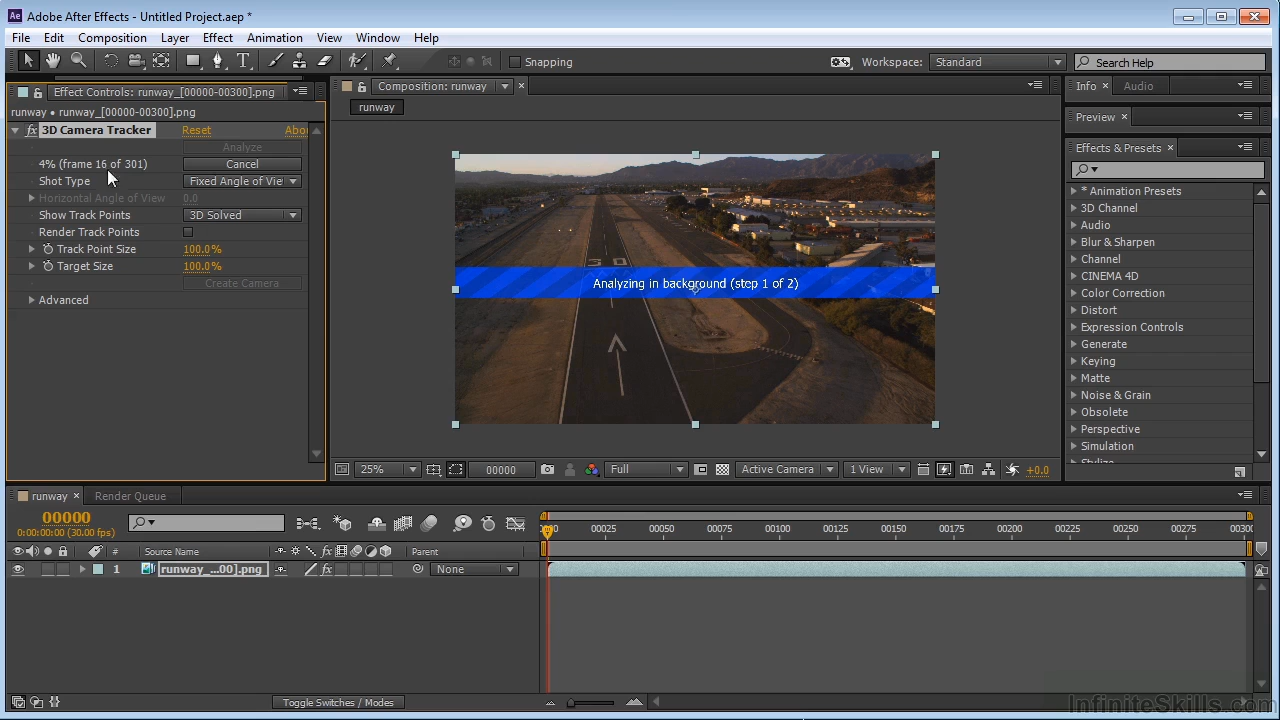 Adobe After Effects - Untitled Project.aep *
File Edit Composition Layer Effect Animation View Window Help
Snapping
Workspace: Standard
Search Help
Effect Controls: runway_[00000-00300].png
runway • runway_[00000-00300].png
fx 3D Camera Tracker Reset Abou
Analyze
4% (frame 16 of 301) Cancel
Shot Type Fixed Angle of Vie
Horizontal Angle of View 0.0
Show Track Points 3D Solved
Render Track Points
Track Point Size 100.0%
Target Size 100.0%
Create Camera
Advanced
Composition: runway
runway
30
Analyzing in background (step 1 of 2)
25% 00000 Full Active Camera 1 View +0.0
Info Audio
Preview
Effects & Presets
* Animation Presets
3D Channel
Audio
Blur & Sharpen
Channel
CINEMA 4D
Color Correction
Distort
Expression Controls
Generate
Keying
Matte
Noise & Grain
Obsolete
Perspective
Simulation
Stylize
runway Render Queue
00000
0:00:00:00 (30.00 fps)
00025 00050 00075 00100 00125 00150 00175 00200 00225 00250 00275 00300
# Source Name fx Parent
1 runway_...00].png fx None
Toggle Switches / Modes
InfiniteSkills.com